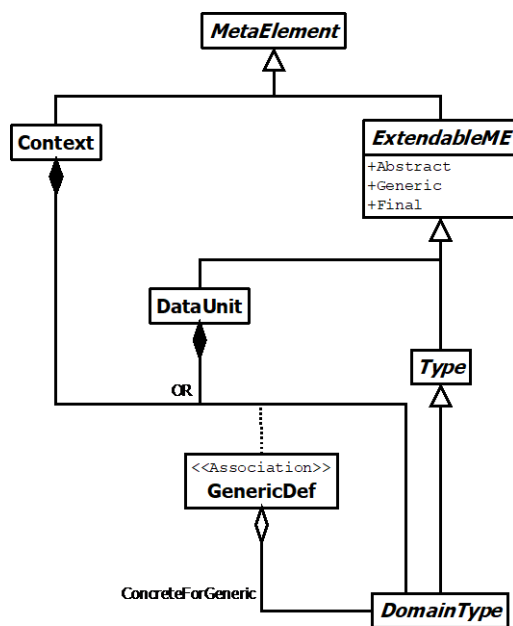 MetaElement
Context
ExtendableME
+Abstract
+Generic
+Final
DataUnit
Type
OR
<<Association>>
GenericDef
ConcreteForGeneric
DomainType